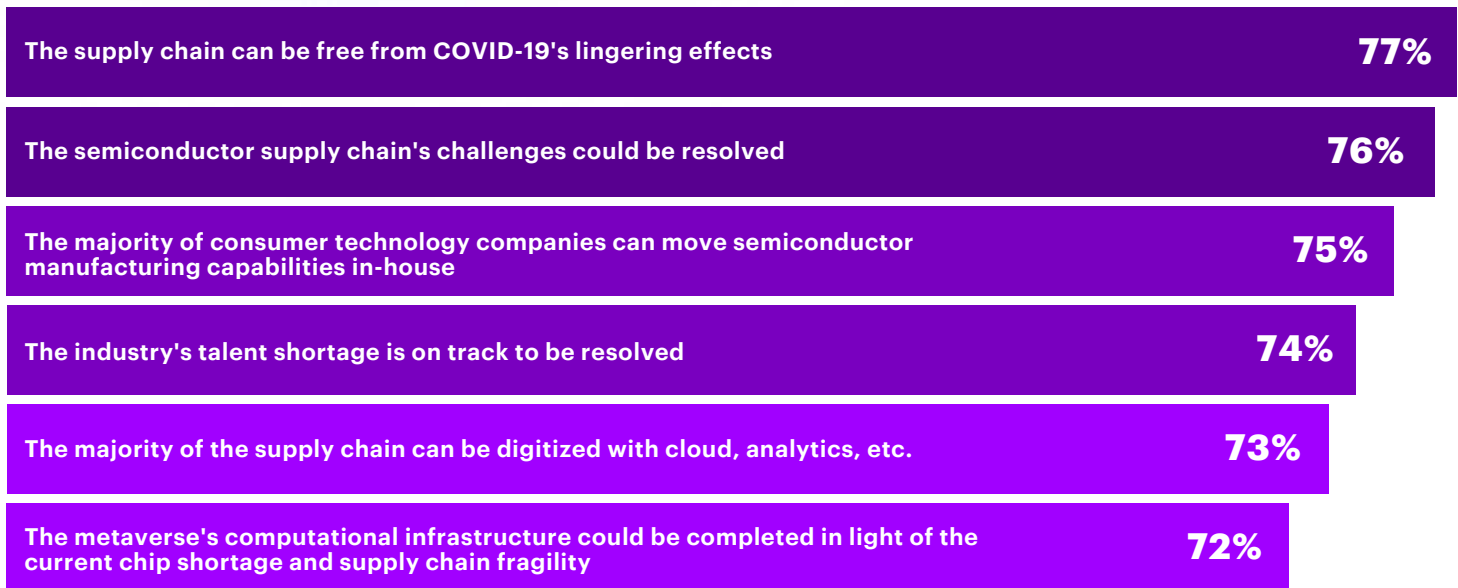 The supply chain can be free from COVID-19's lingering effects 77%
The semiconductor supply chain's challenges could be resolved 76%
The majority of consumer technology companies can move semiconductor
manufacturing capabilities in-house 75%
The industry's talent shortage is on track to be resolved 74%
The majority of the supply chain can be digitized with cloud, analytics, etc. 73%
The metaverse's computational infrastructure could be completed in light of the
current chip shortage and supply chain fragility 72%